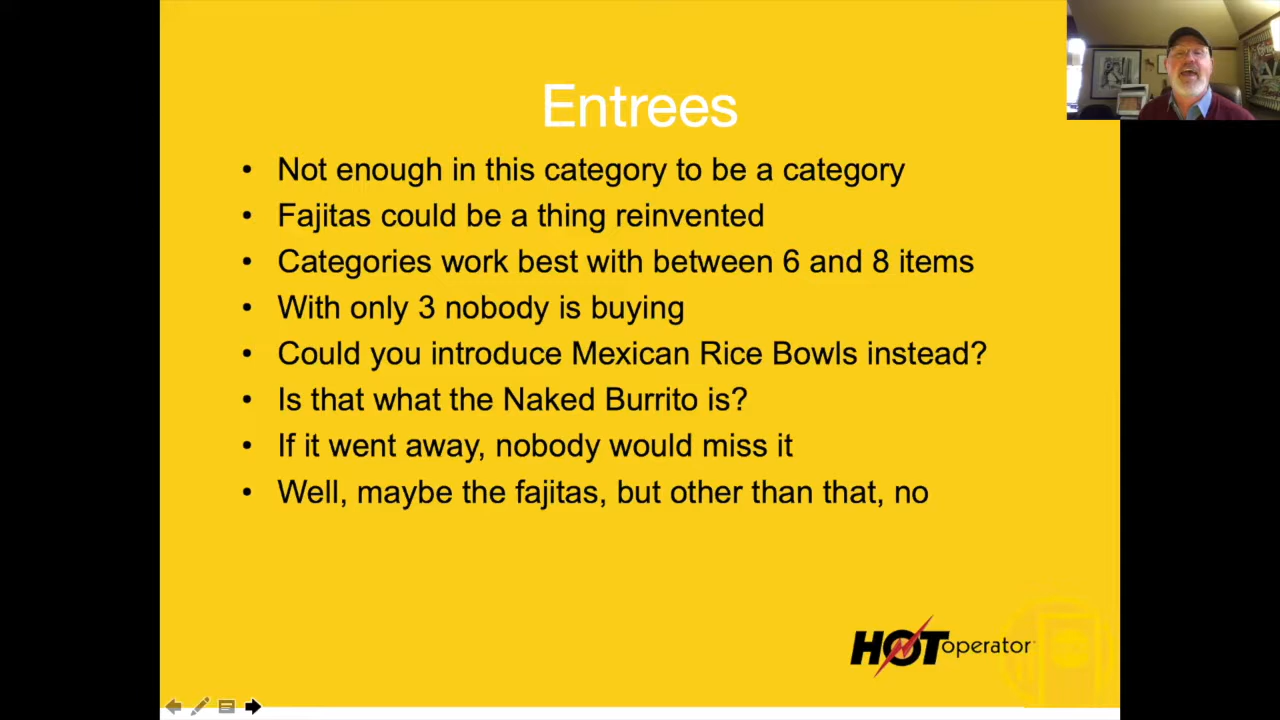 Entrees
• Not enough in this category to be a category
• Fajitas could be a thing reinvented
• Categories work best with between 6 and 8 items
• With only 3 nobody is buying
• Could you introduce Mexican Rice Bowls instead?
• Is that what the Naked Burrito is?
• If it went away, nobody would miss it
• Well, maybe the fajitas, but other than that, no
HOToperator